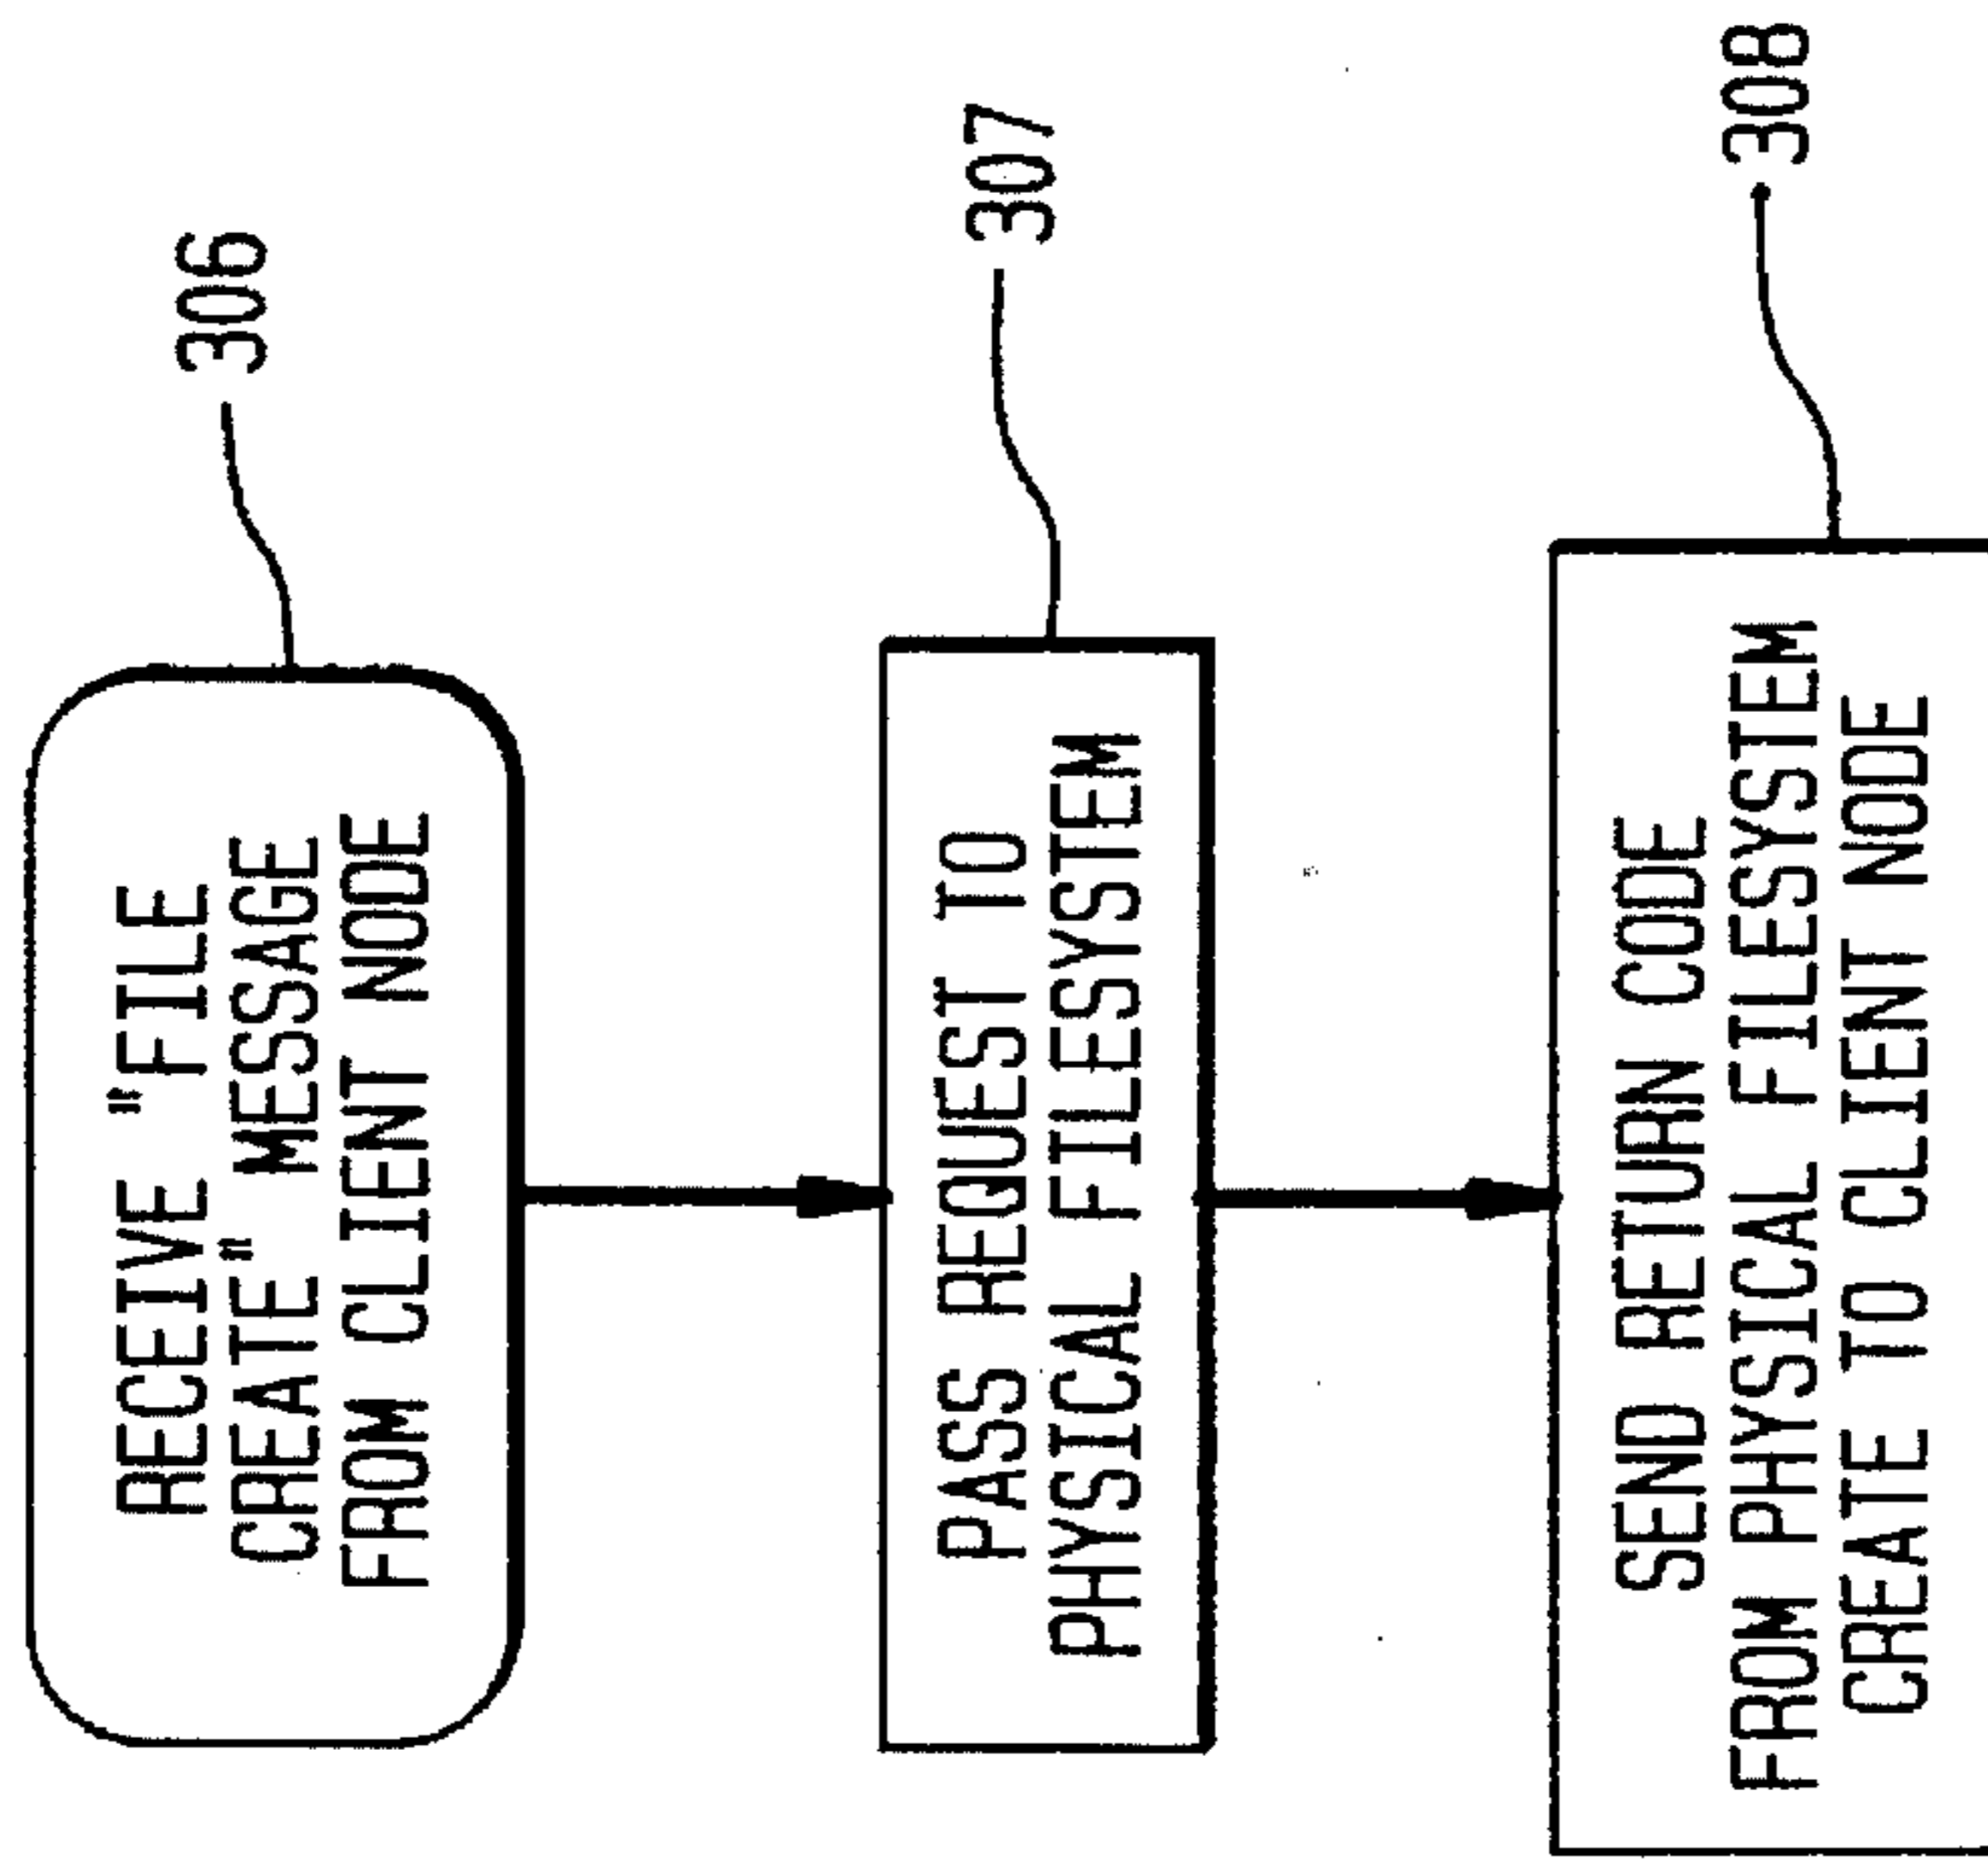 RECEIVE "FILE
CREATE" MESSAGE
FROM CLIENT NODE
306
PASS REQUEST TO
PHYSICAL FILESYSTEM
307
SEND RETURN CODE
FROM PHYSICAL FILESYSTEM
CREATE TO CLIENT NODE
308